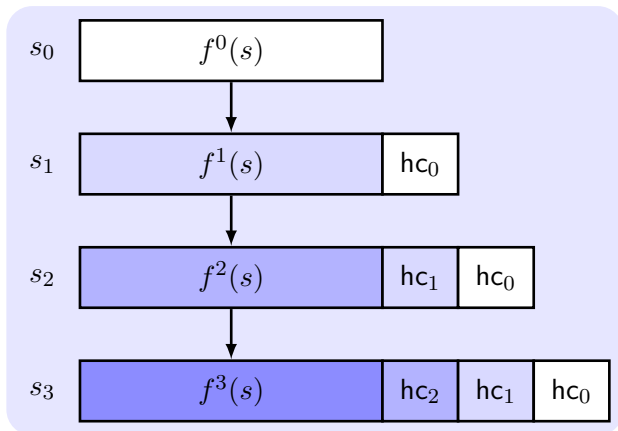 s₀ f⁰(s)
s₁ f¹(s) hc₀
s₂ f²(s) hc₁ hc₀
s₃ f³(s) hc₂ hc₁ hc₀